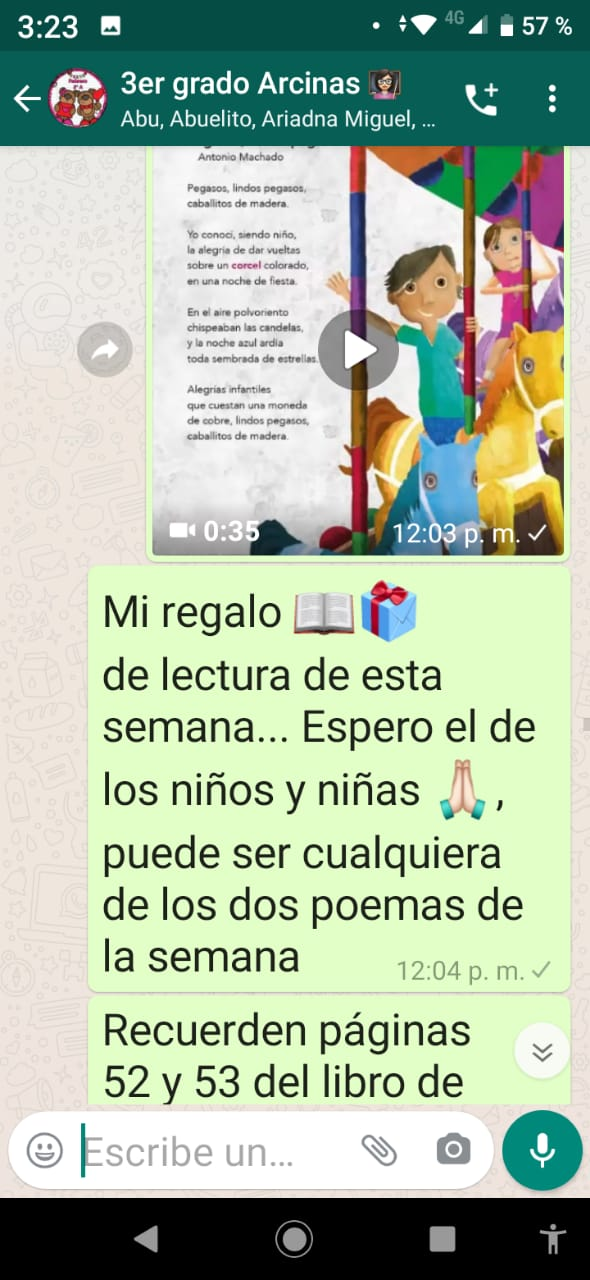 3:23
4G
57 %
3er grado Arcinas
Abu, Abuelito, Ariadna Miguel, ...
Antonio Machado
Pegasos, lindos pegasos,
caballitos de madera.
Yo conocí, siendo niño,
la alegría de dar vueltas
sobre un corcel colorado,
en una noche de fiesta.
En el aire polvoriento
chispeaban las candelas,
y la noche azul ardía
toda sembrada de estrellas.
Alegrías infantiles
que cuestan una moneda
de cobre, lindos pegasos,
caballitos de madera.
0:35
12:03 p. m.
Mi regalo
de lectura de esta
semana... Espero el de
los niños y niñas ,
puede ser cualquiera
de los dos poemas de
la semana
12:04 p. m.
Recuerden páginas
52 y 53 del libro de
Escribe un...